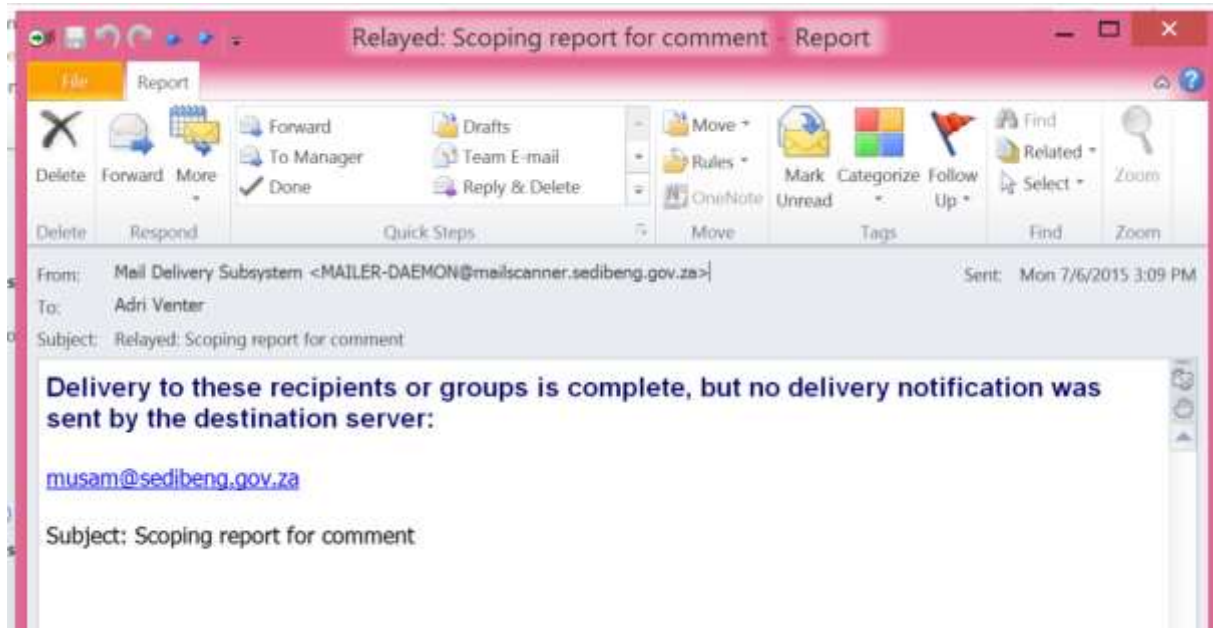 Relayed: Scoping report for comment - Report
File Report
Delete
Forward
More
Forward
To Manager
Done
Drafts
Team E-mail
Reply & Delete
Move
Rules
OneNote
Mark Unread
Categorize
Follow Up
Find
Related
Select
Zoom
Delete Respond Quick Steps Move Tags Find Zoom
From: Mail Delivery Subsystem <MAILER-DAEMON@mailscanner.sedibeng.gov.za> Sent: Mon 7/6/2015 3:09 PM
To: Adri Venter
Subject: Relayed: Scoping report for comment
Delivery to these recipients or groups is complete, but no delivery notification was
sent by the destination server:
musam@sedibeng.gov.za
Subject: Scoping report for comment